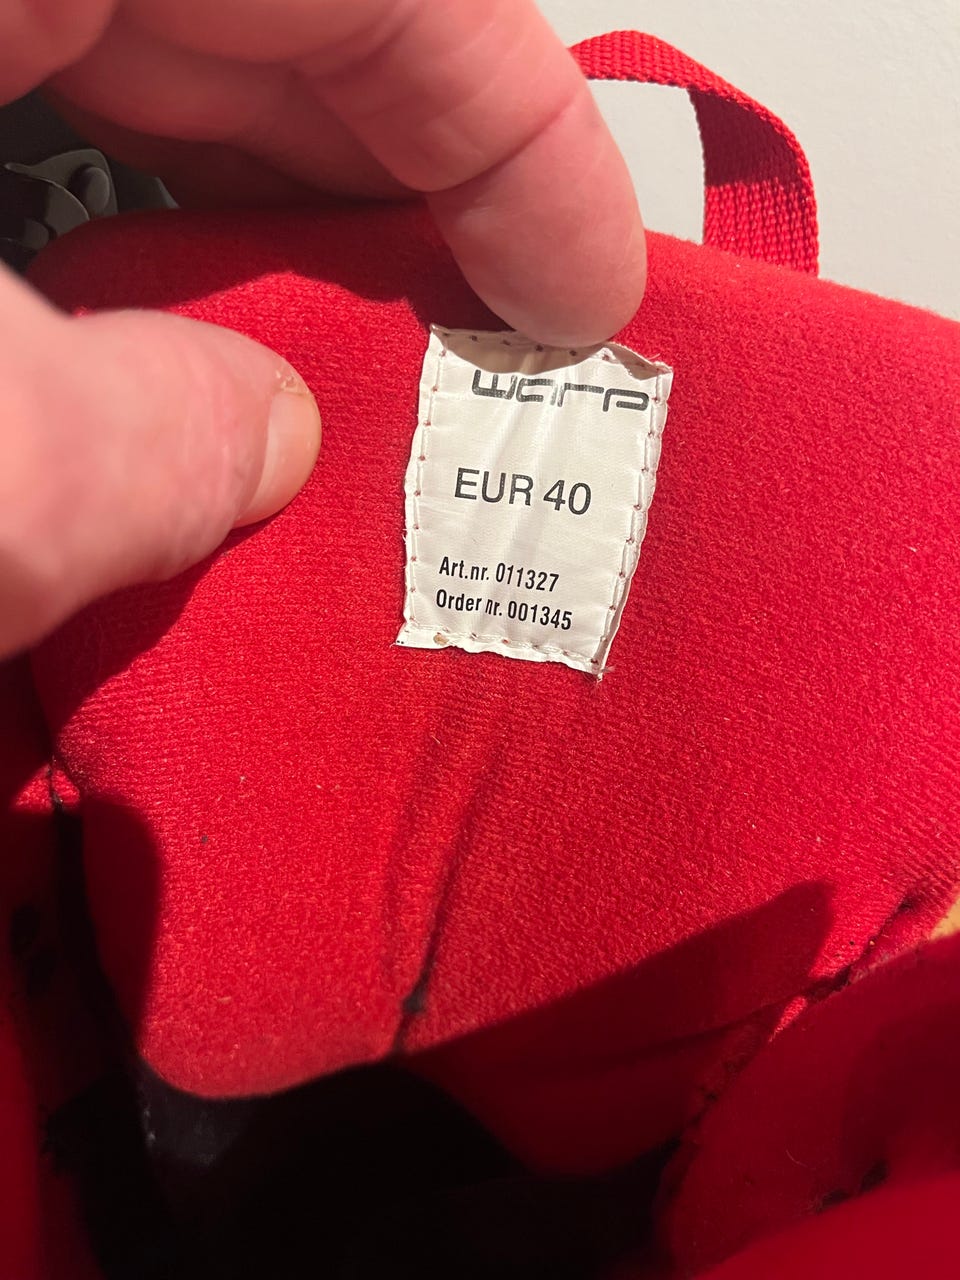 warp
EUR 40
Art.nr. 011327
Order nr. 001345